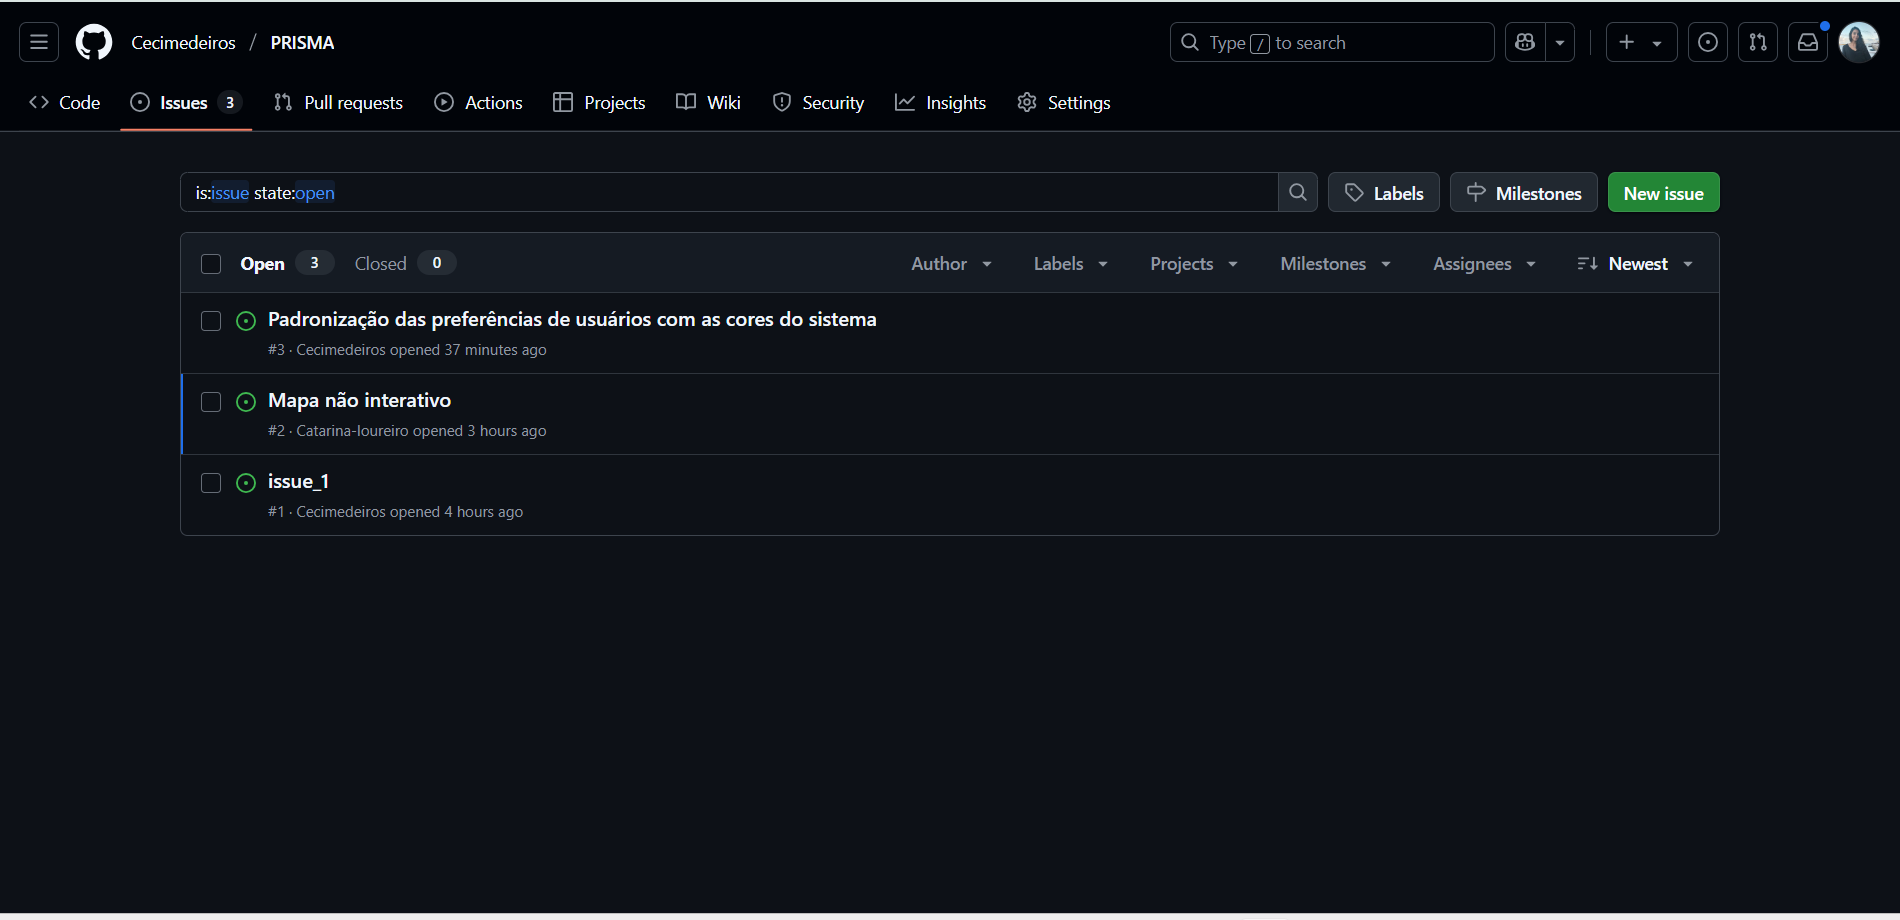 Cecimedeiros / PRISMA
Type / to search
Code Issues 3 Pull requests Actions Projects Wiki Security Insights Settings
is:issue state:open
Labels Milestones New issue
Open 3 Closed 0 Author Labels Projects Milestones Assignees Newest
Padronização das preferências de usuários com as cores do sistema
#3 · Cecimedeiros opened 37 minutes ago
Mapa não interativo
#2 · Catarina-loureiro opened 3 hours ago
issue_1
#1 · Cecimedeiros opened 4 hours ago